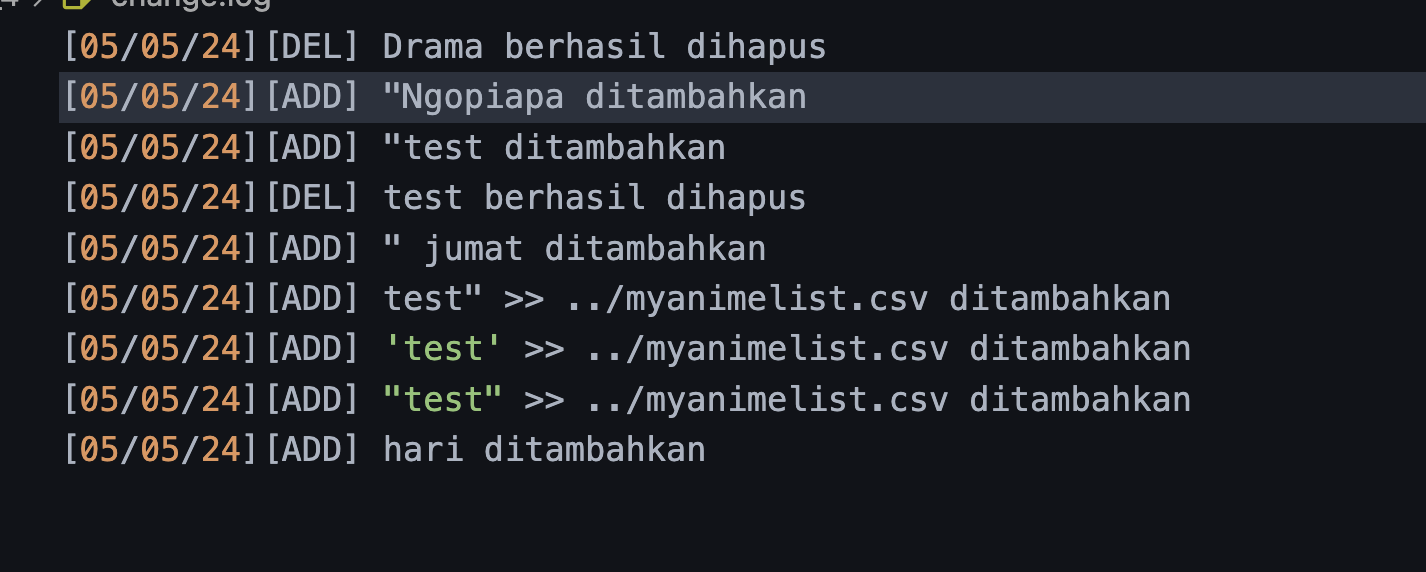 change.log
[05/05/24][DEL] Drama berhasil dihapus
[05/05/24][ADD] "Ngopiapa ditambahkan
[05/05/24][ADD] "test ditambahkan
[05/05/24][DEL] test berhasil dihapus
[05/05/24][ADD] " jumat ditambahkan
[05/05/24][ADD] test" >> ../myanimelist.csv ditambahkan
[05/05/24][ADD] 'test' >> ../myanimelist.csv ditambahkan
[05/05/24][ADD] "test" >> ../myanimelist.csv ditambahkan
[05/05/24][ADD] hari ditambahkan